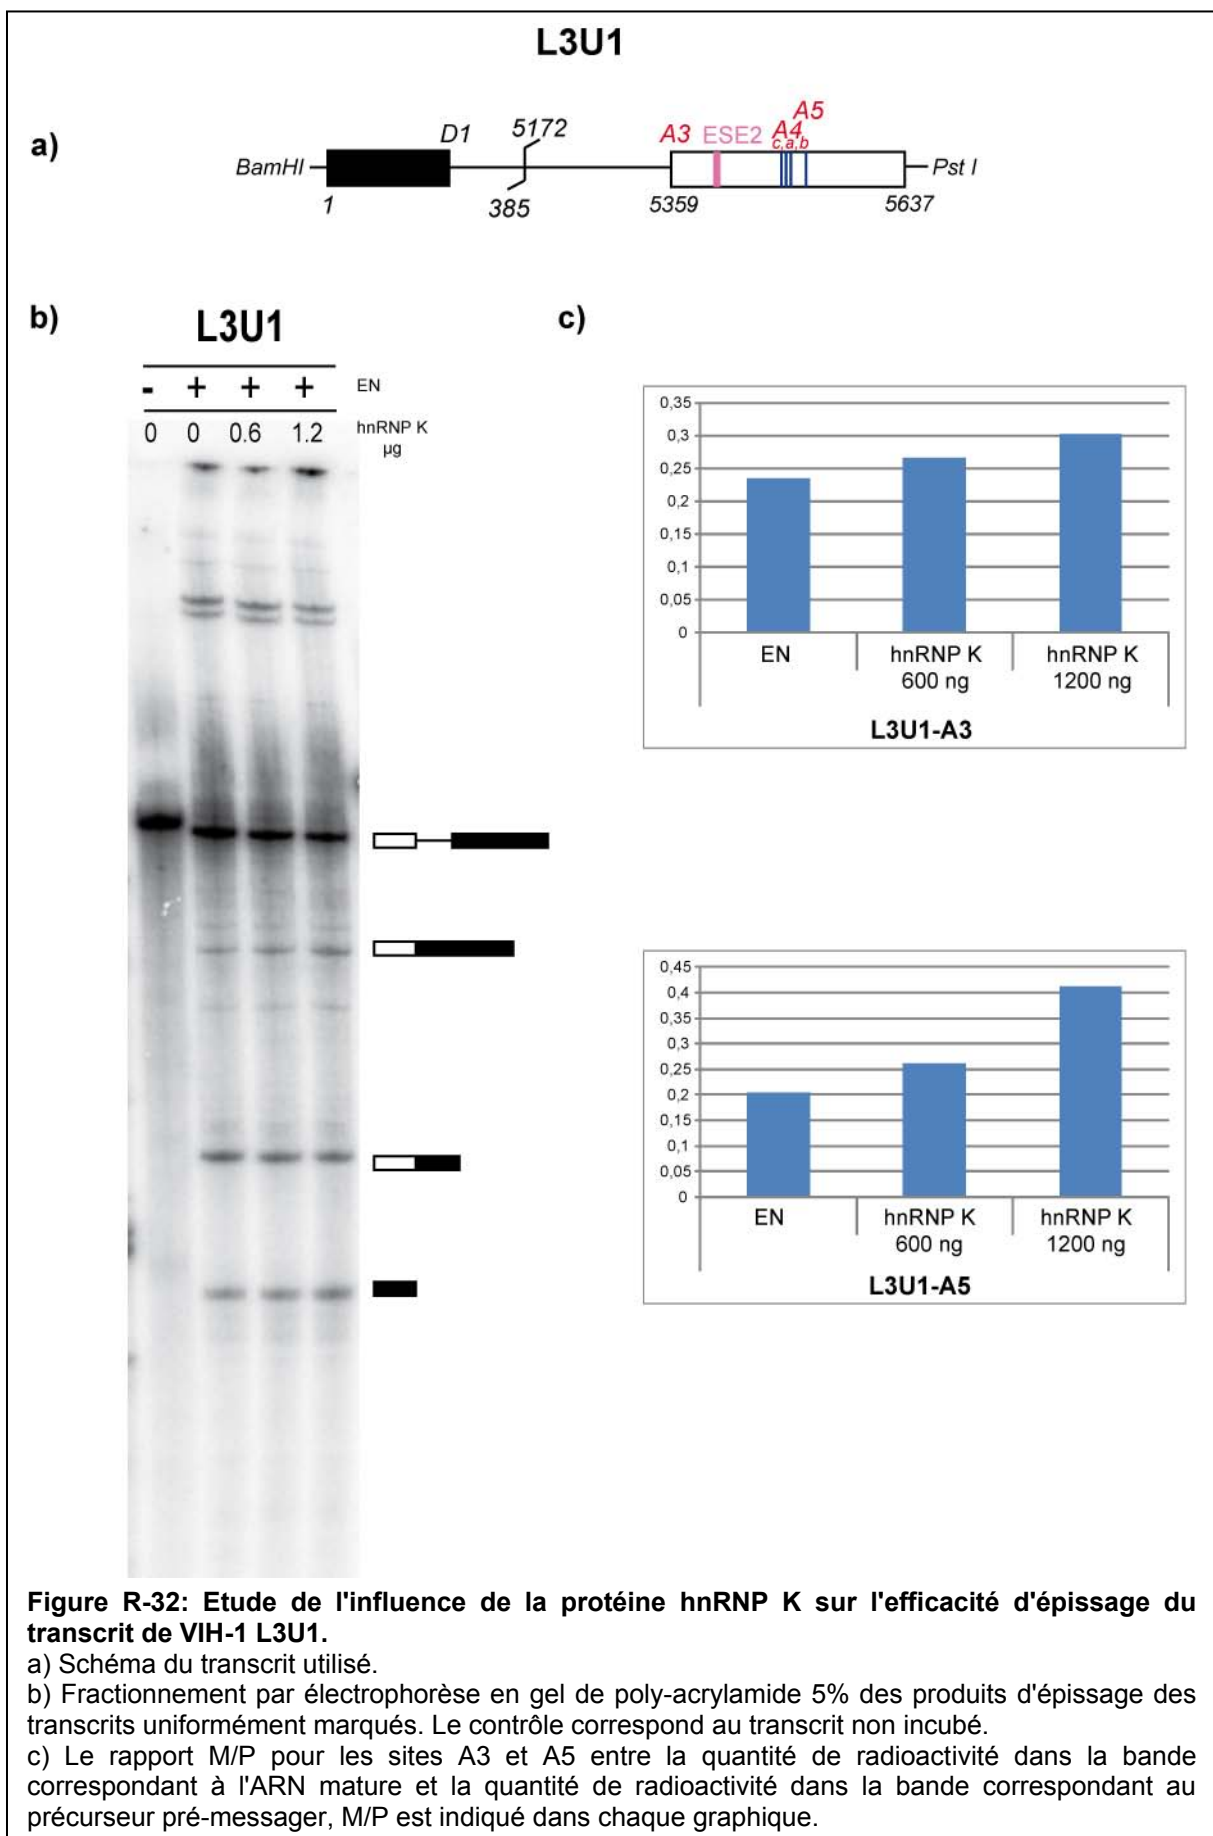 L3U1
a)
BamHI
D1
5172
A3
ESE2
A4
c,a,b
A5
Pst I
1
385
5359
5637
b)
L3U1
- + + + EN
0 0 0.6 1.2 hnRNP K
µg
c)
0,35
0,3
0,25
0,2
0,15
0,1
0,05
0
EN
hnRNP K
600 ng
hnRNP K
1200 ng
L3U1-A3
0,45
0,4
0,35
0,3
0,25
0,2
0,15
0,1
0,05
0
EN
hnRNP K
600 ng
hnRNP K
1200 ng
L3U1-A5
Figure R-32: Etude de l'influence de la protéine hnRNP K sur l'efficacité d'épissage du
transcrit de VIH-1 L3U1.
a) Schéma du transcrit utilisé.
b) Fractionnement par électrophorèse en gel de poly-acrylamide 5% des produits d'épissage des
transcrits uniformément marqués. Le contrôle correspond au transcrit non incubé.
c) Le rapport M/P pour les sites A3 et A5 entre la quantité de radioactivité dans la bande
correspondant à l'ARN mature et la quantité de radioactivité dans la bande correspondant au
précurseur pré-messager, M/P est indiqué dans chaque graphique.